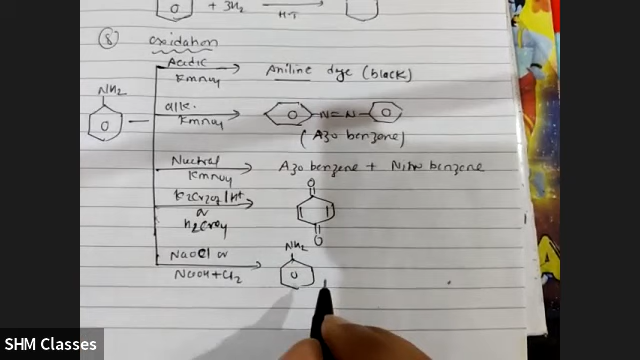 + 3H₂
H·T
⑧ oxidation
Acidic
KmnO₄
Aniline dye (black)
NH₂
alk.
KmnO₄
N=N
(Azo benzene)
Nuctral
KmnO₄
Azo benzene + Nitro benzene
K₂Cr₂O₇/H⁺
or
H₂CrO₄
O
O
NH₂
NaOCl or
NaOH+Cl₂
SHM Classes